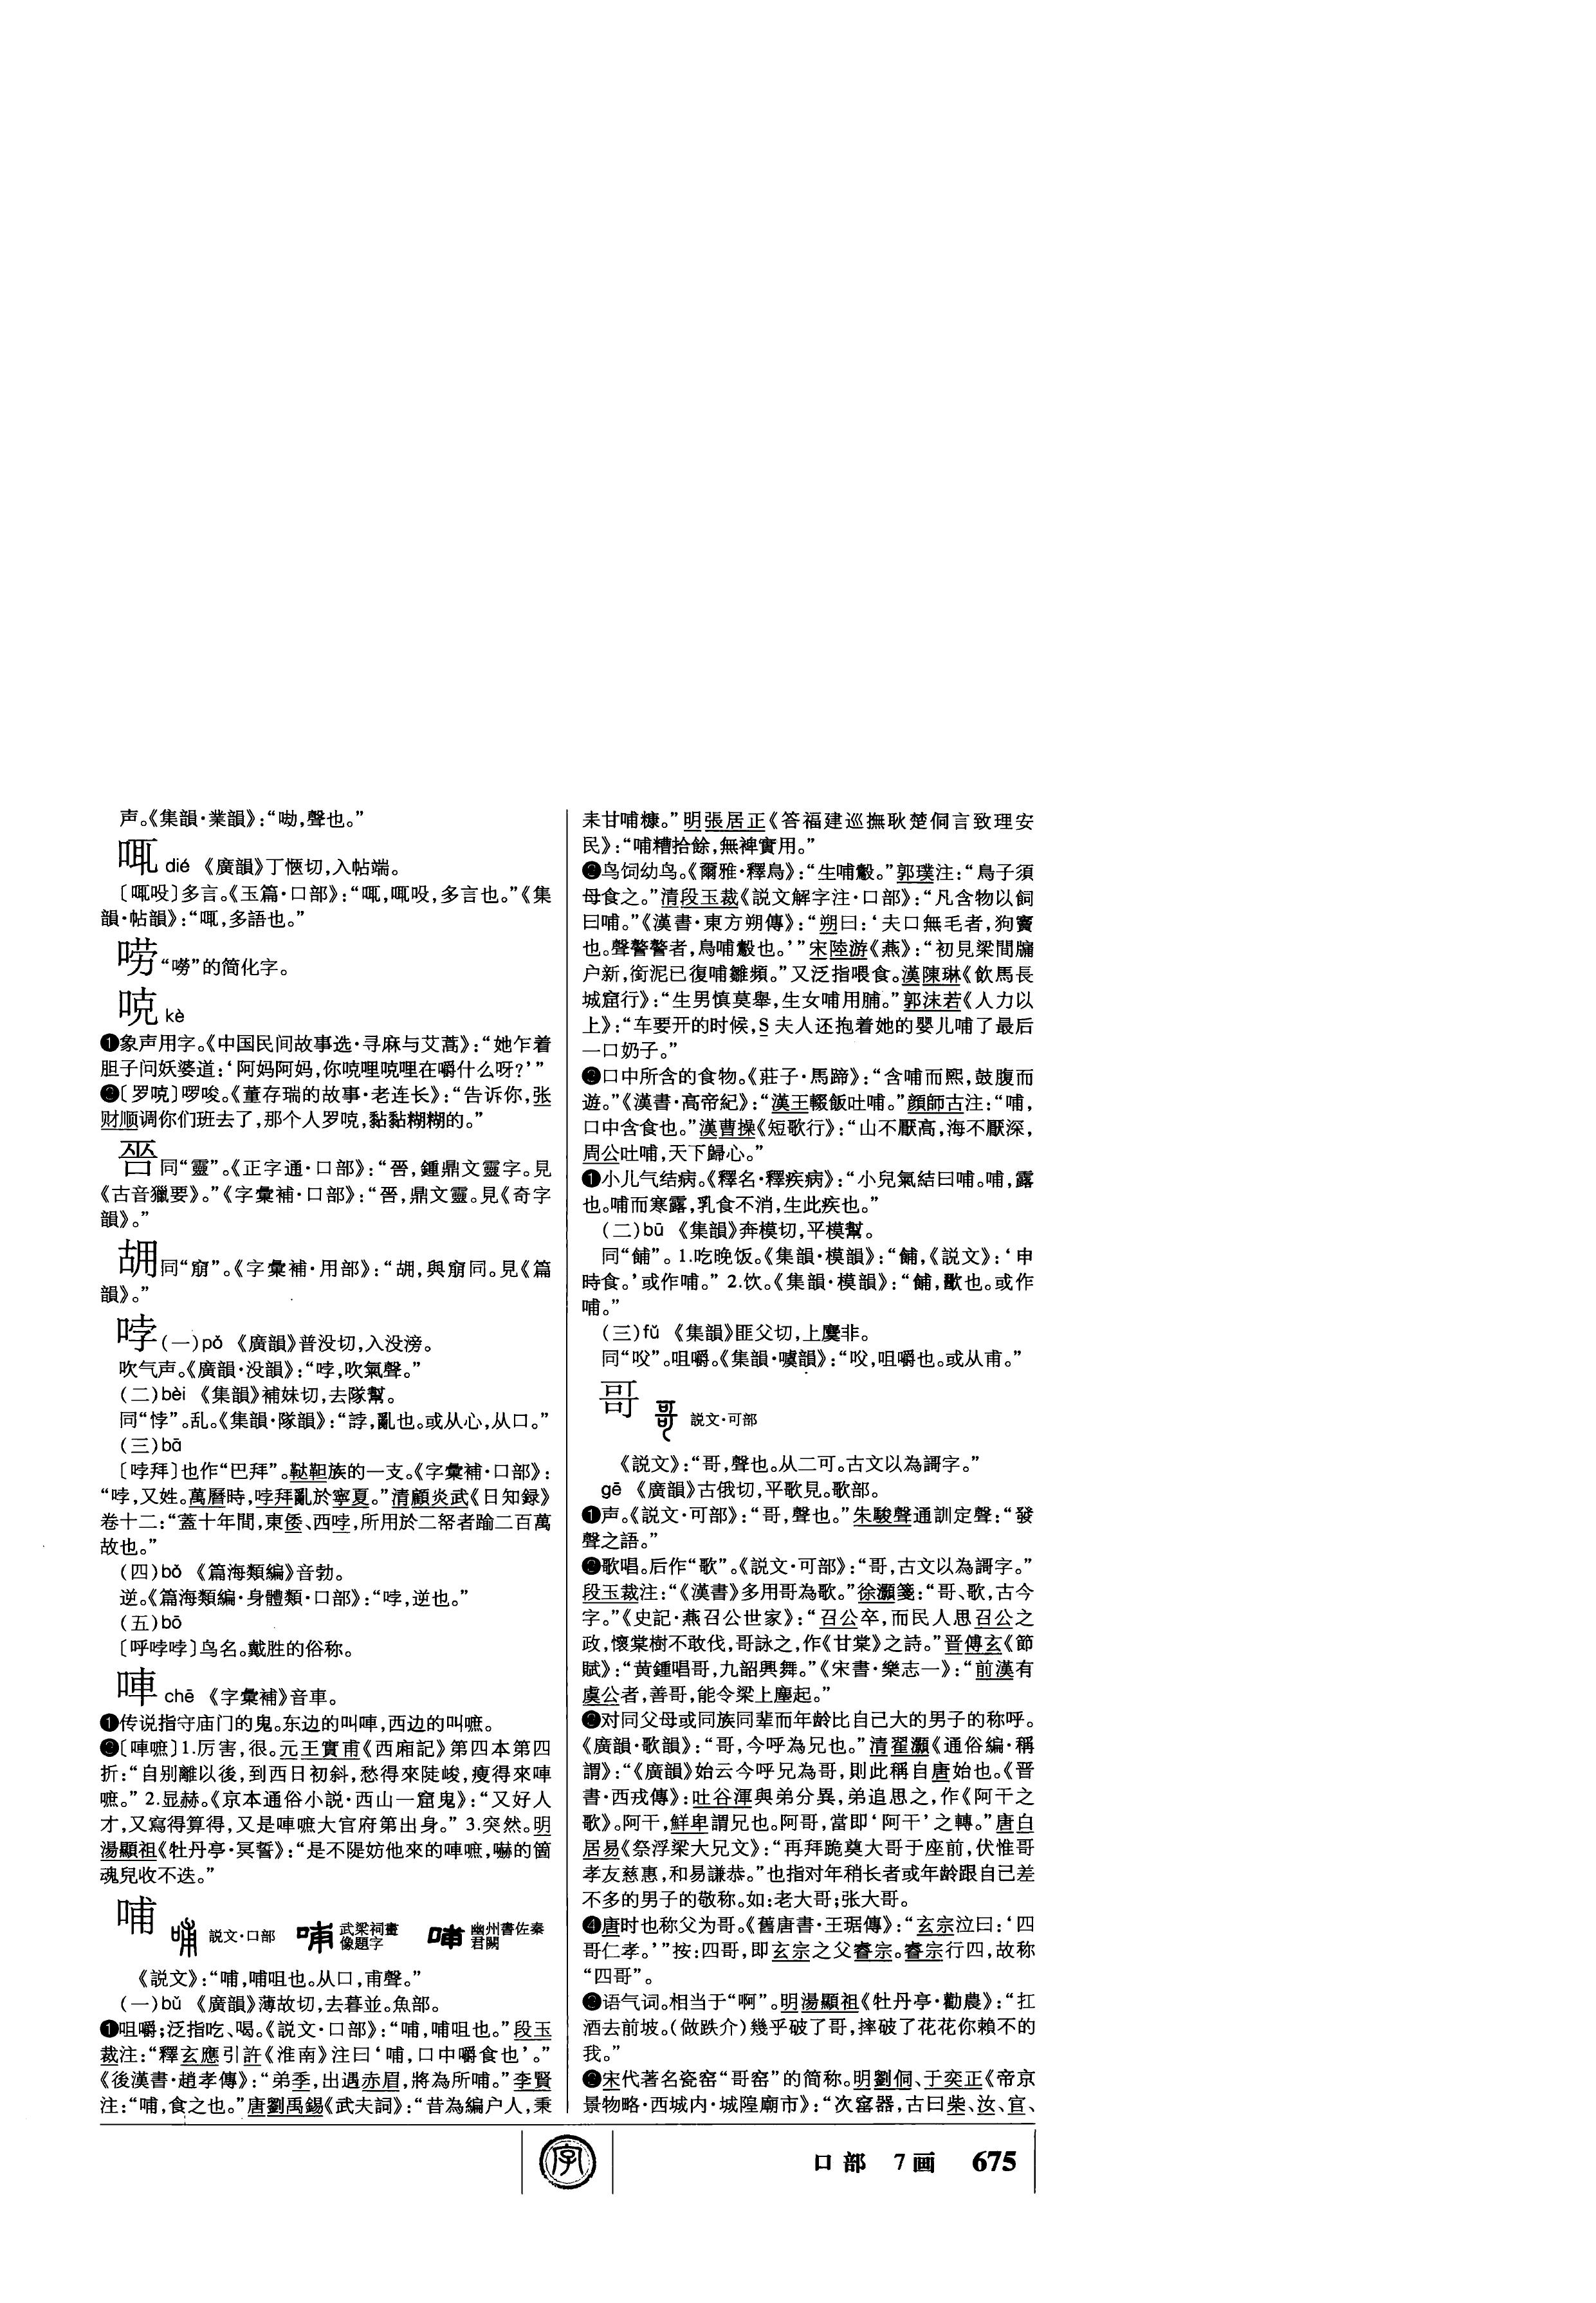 声。《集韻·業韻》：“呦，聲也。”
㖏 dié 《廣韻》丁愜切，入帖端。
〔㖏㕮〕多言。《玉篇·口部》：“㖏，㖏㕮，多言也。”《集
韻·帖韻》：“㖏，多語也。”
唠“嘮”的简化字。
唍 kè
❶象声用字。《中国民间故事选·寻麻与艾蒿》：“她乍着
胆子问妖婆道：‘阿妈阿妈，你哢哩哢哩在嚼什么呀？’”
❷〔罗〕啰唆。《董存瑞的故事·老连长》：“告诉你，张
财顺调你们班去了，那个人罗，黏黏糊糊的。”
同“靈”。《正字通·口部》：“，鍾鼎文靈字。見
《古音獵要》。”《字彙補·口部》：“，鼎文靈。見《奇字
韻》。”
同“”。《字彙補·用部》：“，與同。見《篇
韻》。”
哱(一)pǒ 《廣韻》普没切，入没滂。
吹气声。《廣韻·没韻》：“哱，吹氣聲。”
(二)bèi 《集韻》補妹切，去隊幫。
同“悖”。乱。《集韻·隊韻》：“誖，亂也。或从心，从口。”
(三)bā
〔哱拜〕也作“巴拜”。鞑靼族的一支。《字彙補·口部》：
“哱，又姓。萬曆時，哱拜亂於寧夏。”清顧炎武《日知録》
卷十二：“蓋十年間，東倭、西哱，所用於二帑者踰二百萬
故也。”
(四)bǒ 《篇海類編》音勃。
逆。《篇海類編·身體類·口部》：“哱，逆也。”
(五)bō
〔呼哱哱〕鸟名。戴胜的俗称。
唓 chē 《字彙補》音車。
❶传说指守庙门的鬼。东边的叫唓，西边的叫嗻。
❷〔唓嗻〕1.厉害，很。元王實甫《西廂記》第四本第四
折：“自别離以後，到西日初斜，愁得來陡峻，瘦得來唓
嗻。” 2.显赫。《京本通俗小説·西山一窟鬼》：“又好人
才，又寫得算得，又是唓嗻大官府第出身。” 3.突然。明
湯顯祖《牡丹亭·冥誓》：“是不隄妨他來的唓嗻，嚇的箇
魂兒收不迭。”
哺 説文·口部 武梁祠畫像題字 幽州書佐秦君闕
《説文》：“哺，哺咀也。从口，甫聲。”
(一)bǔ 《廣韻》薄故切，去暮並。魚部。
❶咀嚼；泛指吃、喝。《説文·口部》：“哺，哺咀也。”段玉
裁注：“釋玄應引許《淮南》注曰‘哺，口中嚼食也’。”
《後漢書·趙孝傳》：“弟季，出遇赤眉，將為所哺。”李賢
注：“哺，食之也。”唐劉禹錫《武夫詞》：“昔為編户人，秉
耒甘哺糠。”明張居正《答福建巡撫耿楚侗言致理安
民》：“哺糟拾餘，無裨實用。”
❷鸟饲幼鸟。《爾雅·釋鳥》：“生哺鷇。”郭璞注：“鳥子須
母食之。”清段玉裁《説文解字注·口部》：“凡含物以飼
曰哺。”《漢書·東方朔傳》：“朔曰：‘夫口無毛者，狗竇
也。聲謷謷者，鳥哺鷇也。’”宋陸游《燕》：“初見梁間牖
户新，銜泥已復哺雛頻。”又泛指喂食。漢陳琳《飲馬長
城窟行》：“生男慎莫舉，生女哺用脯。”郭沫若《人力以
上》：“车要开的时候，S 夫人还抱着她的婴儿哺了最后
一口奶子。”
❸口中所含的食物。《莊子·馬蹄》：“含哺而熙，鼓腹而
遊。”《漢書·高帝紀》：“漢王輟飯吐哺。”顔師古注：“哺，
口中含食也。”漢曹操《短歌行》：“山不厭高，海不厭深，
周公吐哺，天下歸心。”
❶小儿气结病。《釋名·釋疾病》：“小兒氣結曰哺。哺，露
也。哺而寒露，乳食不消，生此疾也。”
(二)bū 《集韻》奔模切，平模幫。
同“餔”。1.吃晚饭。《集韻·模韻》：“餔，《説文》：‘申
時食。’或作哺。” 2.饮。《集韻·模韻》：“餔，歠也。或作
哺。”
(三)fǔ 《集韻》匪父切，上麌非。
同“㕮”。咀嚼。《集韻·噳韻》：“㕮，咀嚼也。或从甫。”
哥 説文·可部
《説文》：“哥，聲也。从二可。古文以為謌字。”
gē 《廣韻》古俄切，平歌見。歌部。
❶声。《説文·可部》：“哥，聲也。”朱駿聲通訓定聲：“發
聲之語。”
❷歌唱。后作“歌”。《説文·可部》：“哥，古文以為謌字。”
段玉裁注：“《漢書》多用哥為歌。”徐灝箋：“哥、歌，古今
字。”《史記·燕召公世家》：“召公卒，而民人思召公之
政，懷棠樹不敢伐，哥詠之，作《甘棠》之詩。”晋傅玄《節
賦》：“黄鍾唱哥，九韶興舞。”《宋書·樂志一》：“前漢有
虞公者，善哥，能令梁上塵起。”
❸对同父母或同族同辈而年龄比自己大的男子的称呼。
《廣韻·歌韻》：“哥，今呼為兄也。”清翟灝《通俗編·稱
謂》：“《廣韻》始云今呼兄為哥，則此稱自唐始也。《晋
書·西戎傳》：吐谷渾與弟分異，弟追思之，作《阿干之
歌》。阿干，鮮卑謂兄也。阿哥，當即‘阿干’之轉。”唐白
居易《祭浮梁大兄文》：“再拜跪奠大哥于座前，伏惟哥
孝友慈惠，和易謙恭。”也指对年稍长者或年龄跟自己差
不多的男子的敬称。如：老大哥；张大哥。
❹唐时也称父为哥。《舊唐書·王琚傳》：“玄宗泣曰：‘四
哥仁孝。’”按：四哥，即玄宗之父睿宗。睿宗行四，故称
“四哥”。
❺语气词。相当于“啊”。明湯顯祖《牡丹亭·勸農》：“扛
酒去前坡。(做跌介)幾乎破了哥，摔破了花花你賴不的
我。”
❻宋代著名瓷窑“哥窑”的简称。明劉侗、于奕正《帝京
景物略·西城内·城隍廟市》：“次窰器，古曰柴、汝、官、
字
口部 7画 675